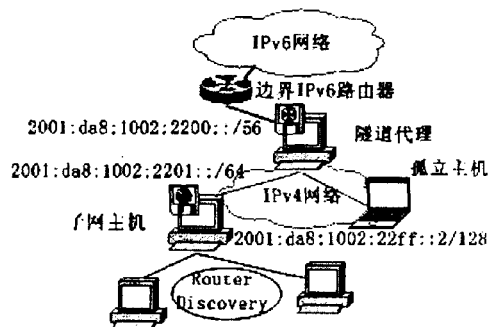 IPv6网络
边界IPv6路由器
2001:da8:1002:2200::/56
隧道代理
2001:da8:1002:2201::/64
孤立主机
IPv4网络
子网主机
2001:da8:1002:22ff::2/128
Router
Discovery